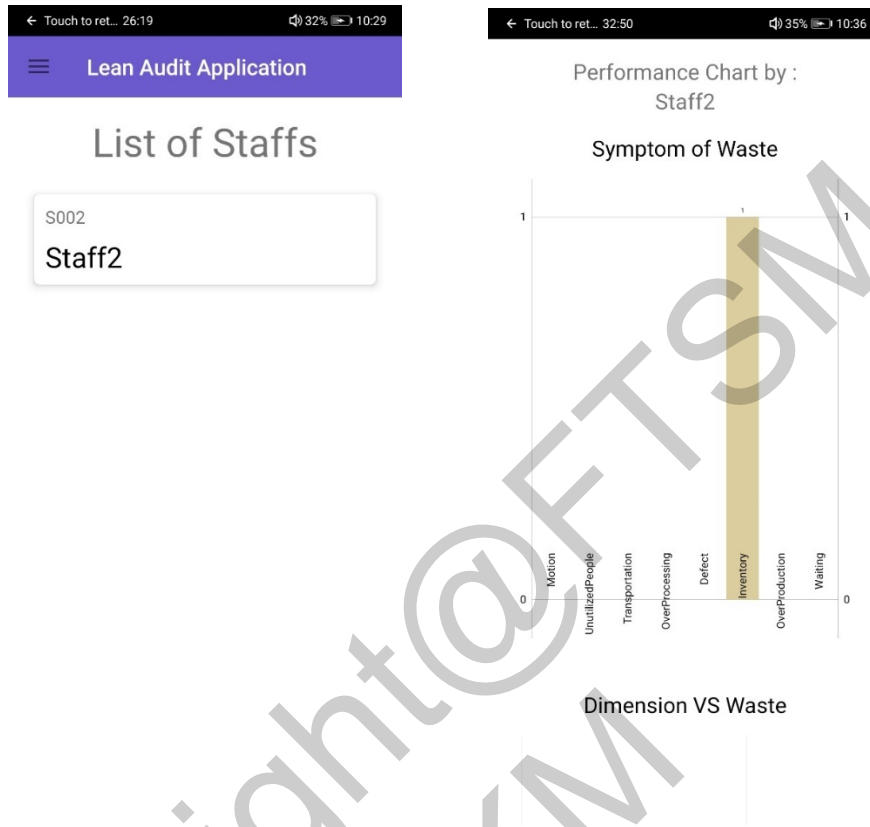 ← Touch to ret... 26:19 32% 10:29
Lean Audit Application
List of Staffs
S002
Staff2
← Touch to ret... 32:50 35% 10:36
Performance Chart by :
Staff2
Symptom of Waste
1
1
1
Motion
UnutilizedPeople
Transportation
OverProcessing
Defect
Inventory
OverProduction
Waiting
0
0
Dimension VS Waste
ight@FTSM